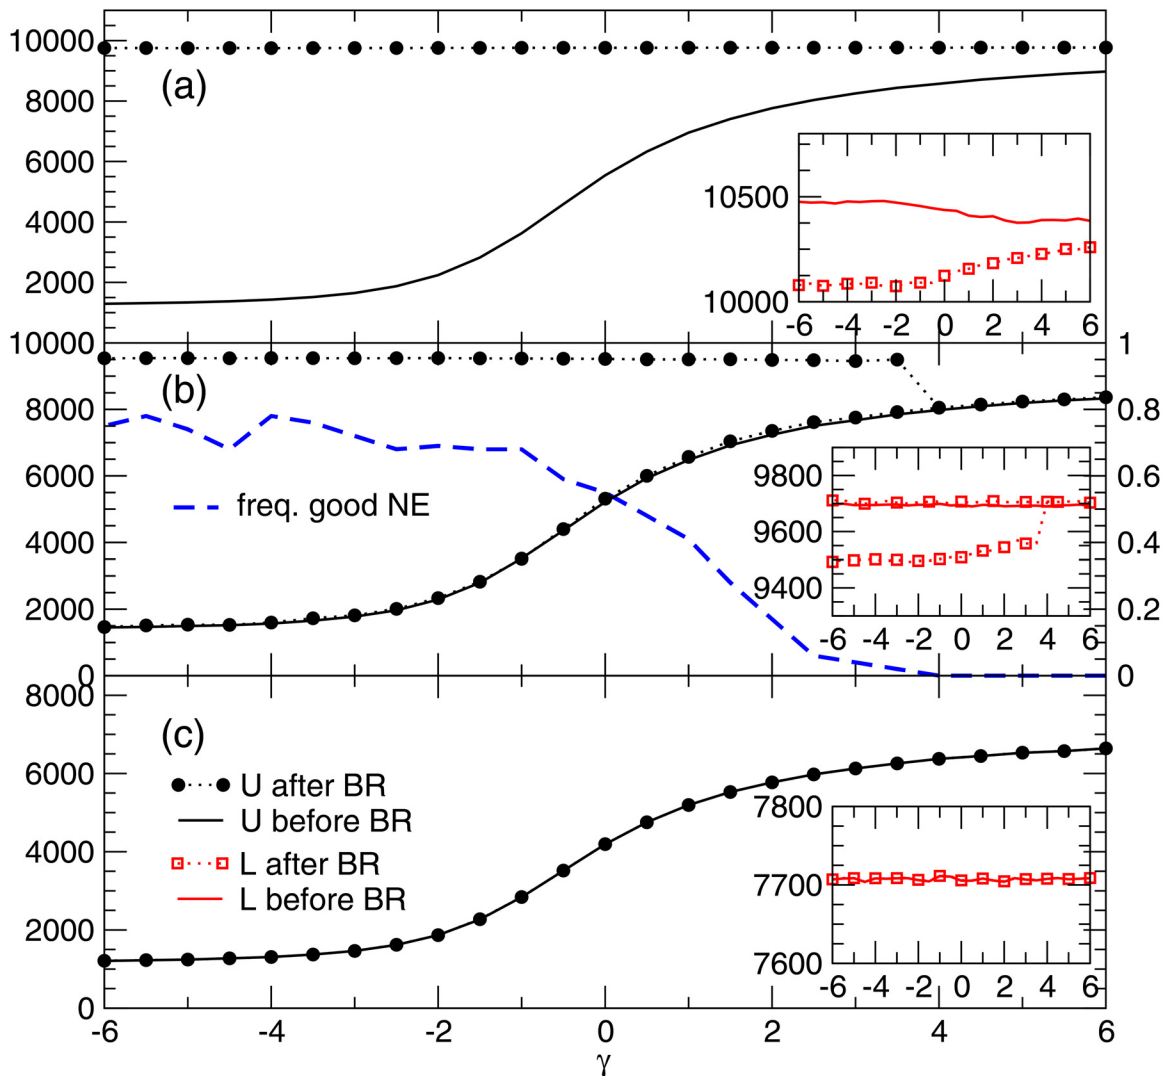 10000
(a)
8000
6000
4000
2000
10500
10000
-6 -4 -2 0 2 4 6
10000 1
(b)
8000 0.8
6000 0.6
freq. good NE
4000 0.4
2000 0.2
0 0
9800
9600
9400
-6 -4 -2 0 2 4 6
8000
(c)
6000
U after BR
U before BR
4000
L after BR
L before BR
2000
0
7800
7700
7600
-6 -4 -2 0 2 4 6
-6 -4 -2 0 2 4 6
γ